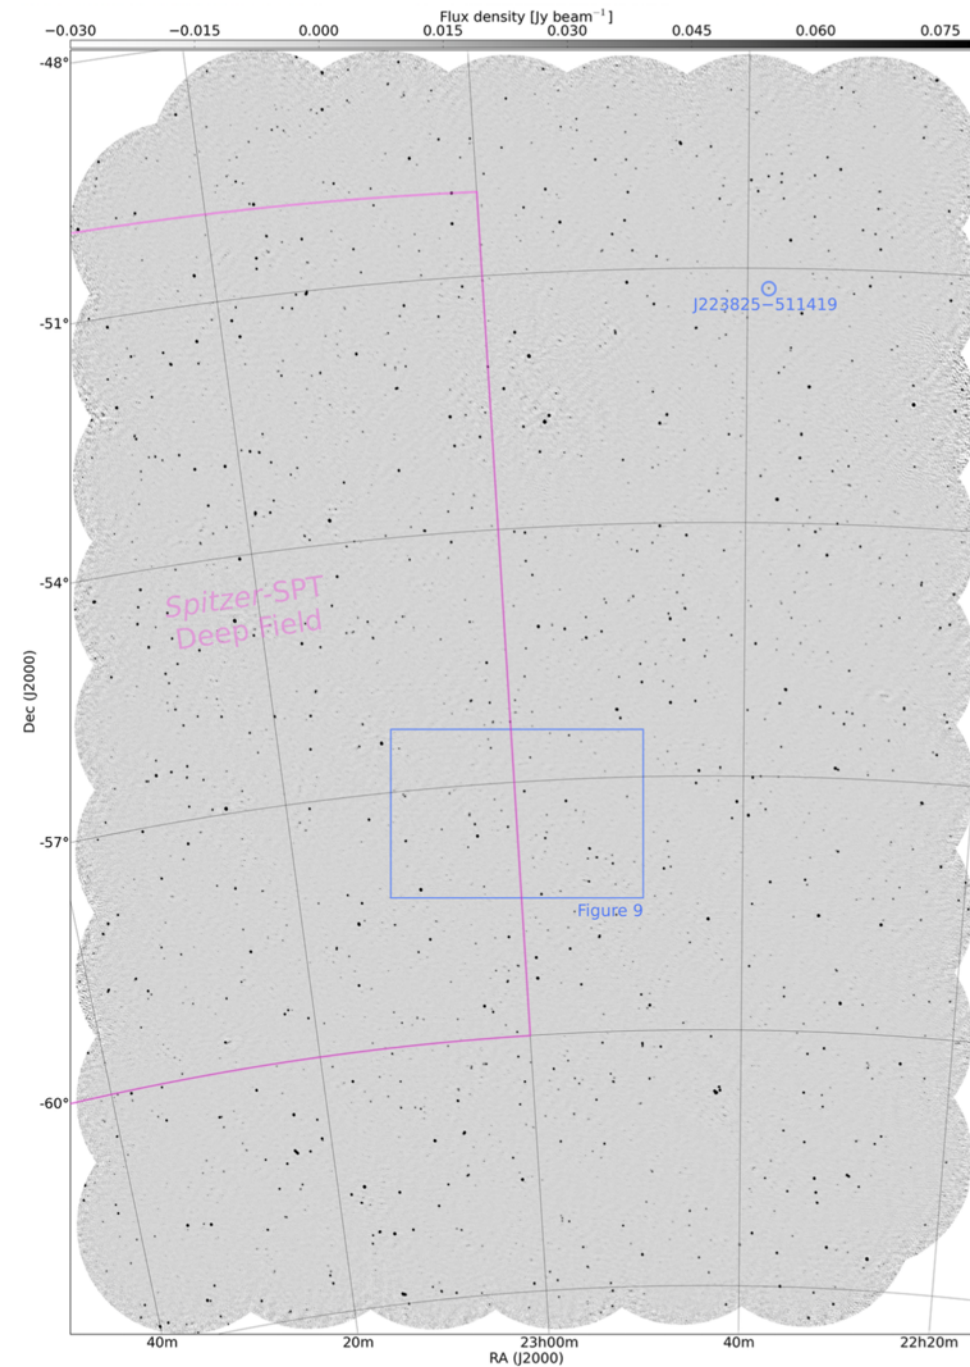 Flux density [Jy beam⁻¹]
−0.030 −0.015 0.000 0.015 0.030 0.045 0.060 0.075
-48°
J223825−511419
-51°
-54°
Spitzer-SPT
Deep Field
Dec (J2000)
-57°
Figure 9
-60°
40m 20m 23h00m 40m 22h20m
RA (J2000)